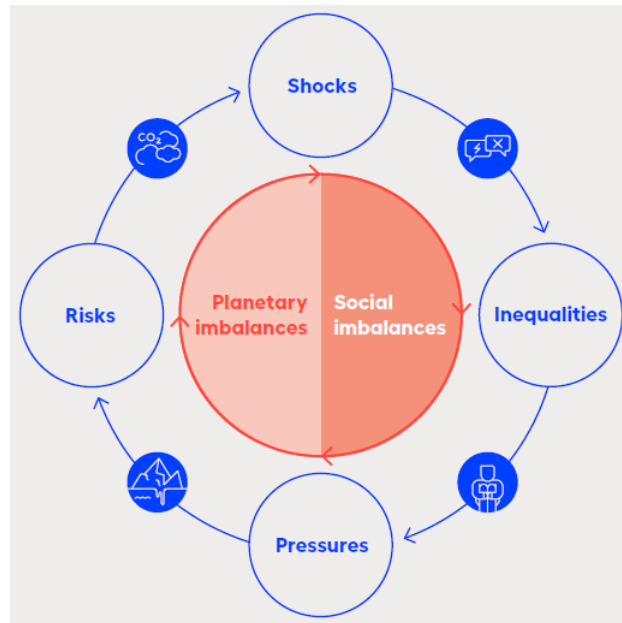 Shocks
CO2
Risks
Planetary
imbalances
Social
imbalances
Inequalities
Pressures